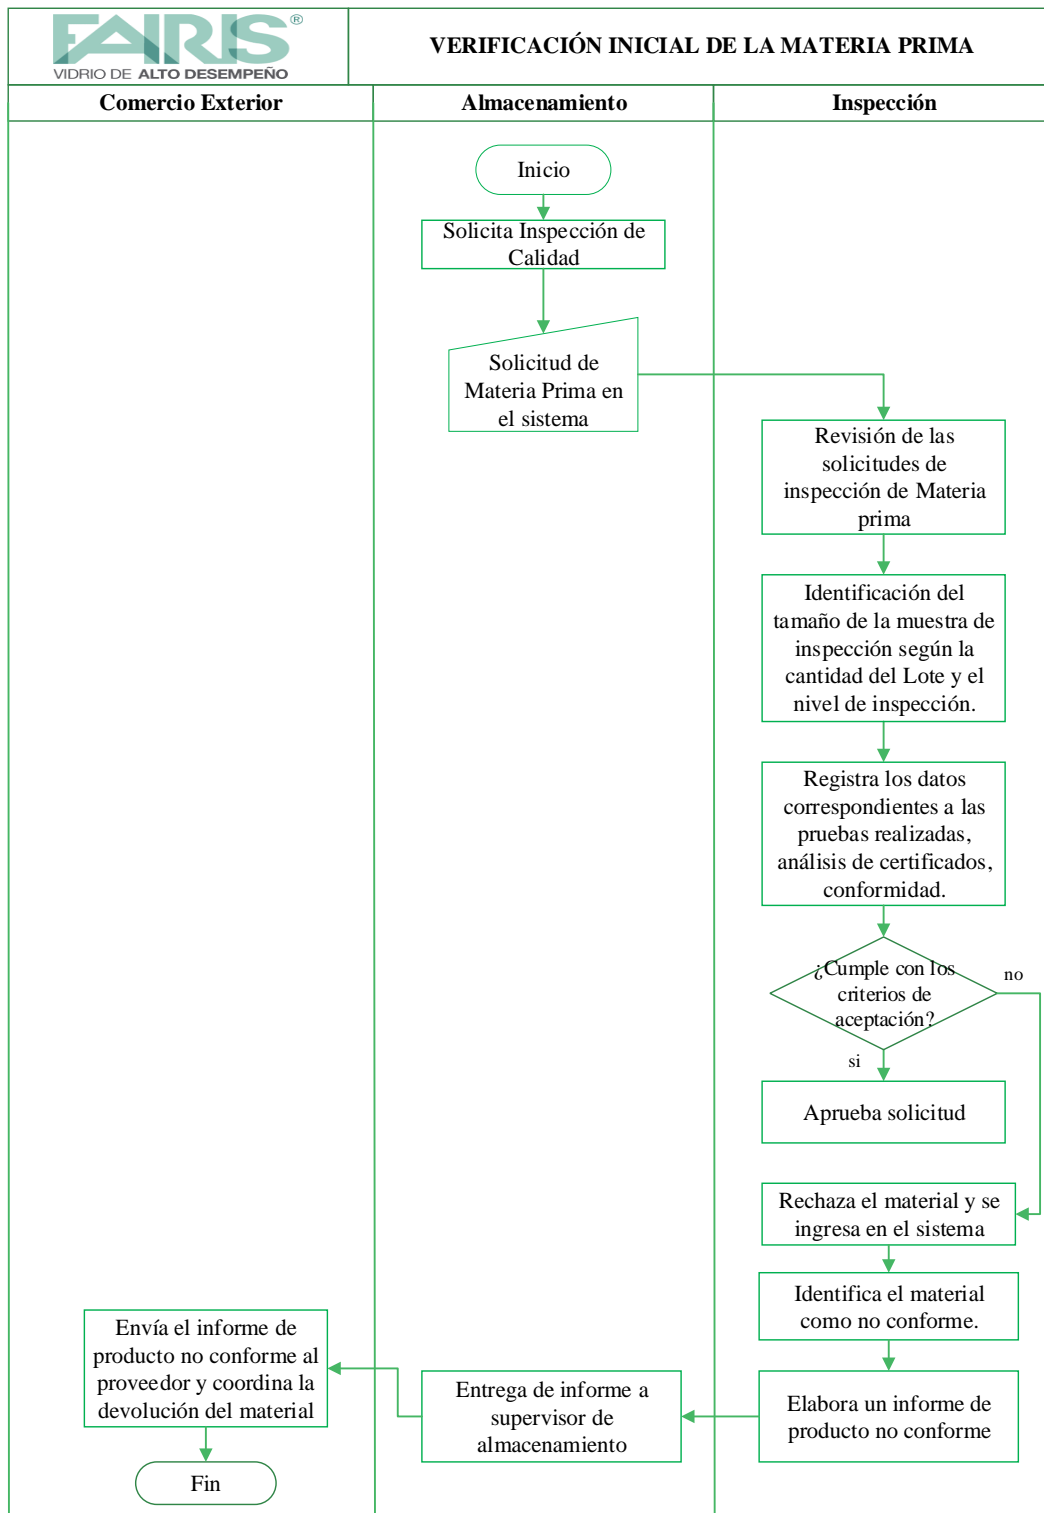 FAIRIS®
VIDRIO DE ALTO DESEMPEÑO
VERIFICACIÓN INICIAL DE LA MATERIA PRIMA
Comercio Exterior
Almacenamiento
Inspección
Inicio
Solicita Inspección de
Calidad
Solicitud de
Materia Prima en
el sistema
Revisión de las
solicitudes de
inspección de Materia
prima
Identificación del
tamaño de la muestra de
inspección según la
cantidad del Lote y el
nivel de inspección.
Registra los datos
correspondientes a las
pruebas realizadas,
análisis de certificados,
conformidad.
¿Cumple con los
criterios de
aceptación?
no
si
Aprueba solicitud
Rechaza el material y se
ingresa en el sistema
Identifica el material
como no conforme.
Elabora un informe de
producto no conforme
Entrega de informe a
supervisor de
almacenamiento
Envía el informe de
producto no conforme al
proveedor y coordina la
devolución del material
Fin